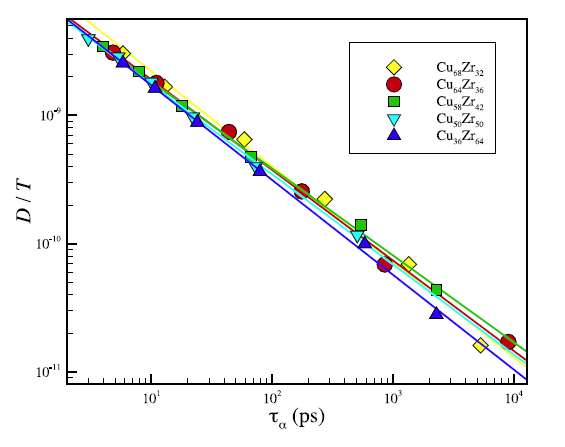 Cu68Zr32
Cu64Zr36
Cu58Zr42
Cu50Zr50
Cu36Zr64
D / T
10⁻⁹
10⁻¹⁰
10⁻¹¹
10¹ 10² 10³ 10⁴
τα (ps)